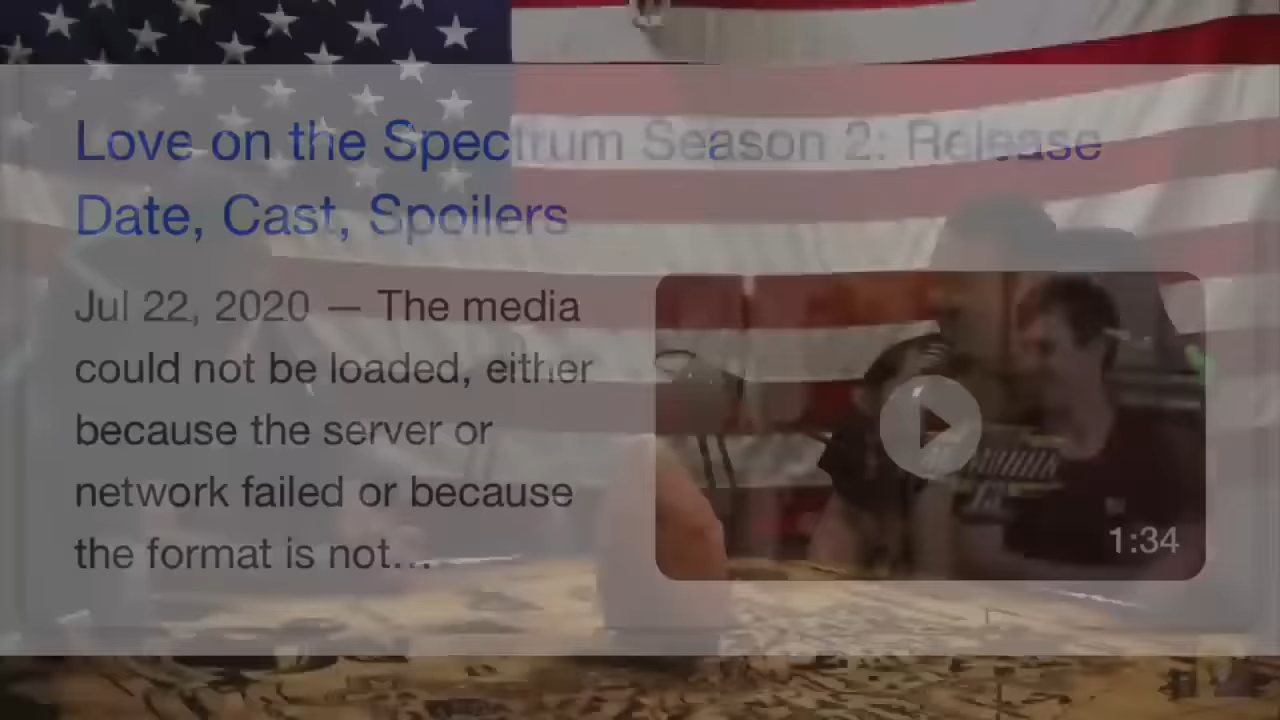 Love on the Spectrum Season 2: Release
Date, Cast, Spoilers
Jul 22, 2020 — The media
could not be loaded, either
because the server or
network failed or because
the format is not...
1:34